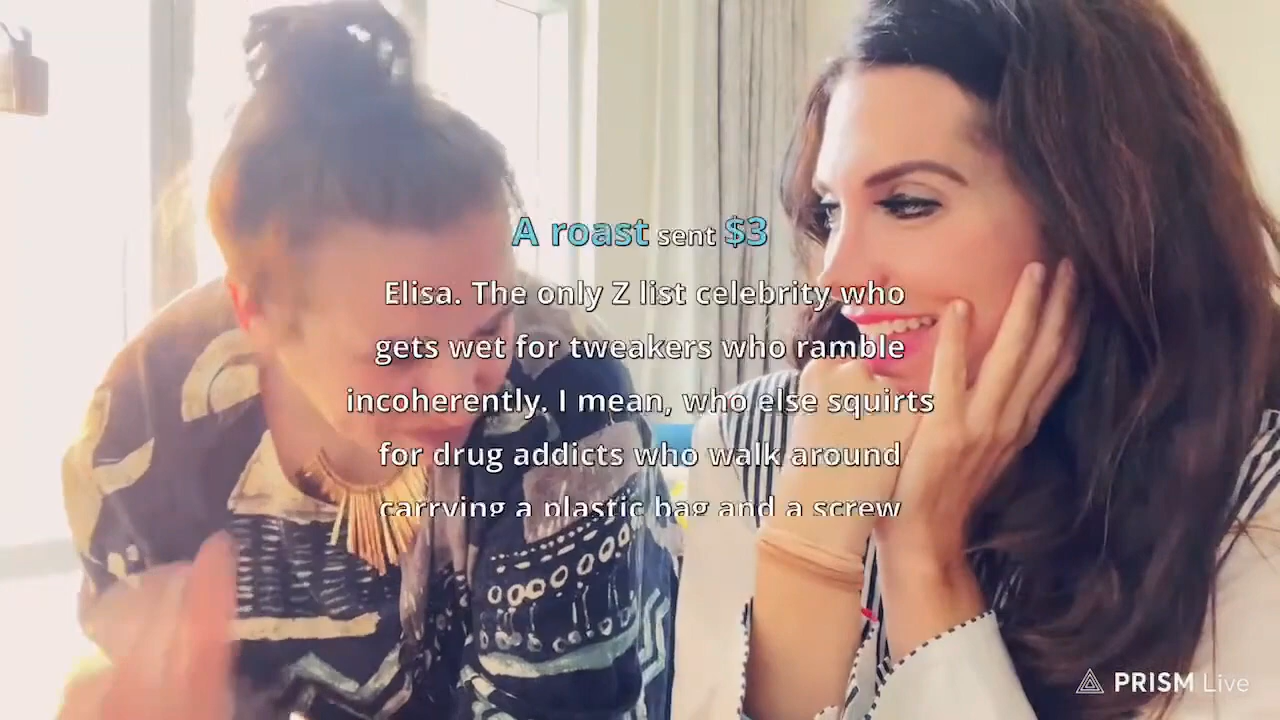 A roast sent $3
Elisa. The only Z list celebrity who
gets wet for tweakers who ramble
incoherently. I mean, who else squirts
for drug addicts who walk around
carrying a plastic bag and a screw
PRISM Live